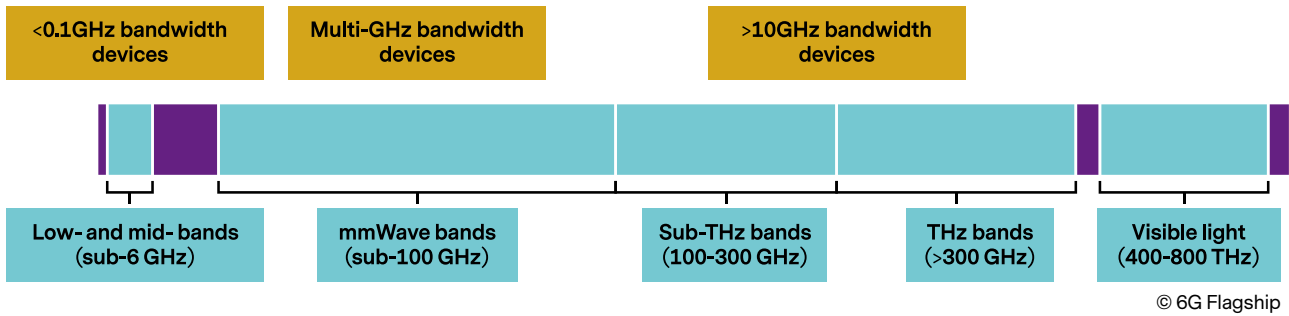 <0.1GHz bandwidth
devices
Multi-GHz bandwidth
devices
>10GHz bandwidth
devices
Low- and mid- bands
(sub-6 GHz)
mmWave bands
(sub-100 GHz)
Sub-THz bands
(100-300 GHz)
THz bands
(>300 GHz)
Visible light
(400-800 THz)
© 6G Flagship